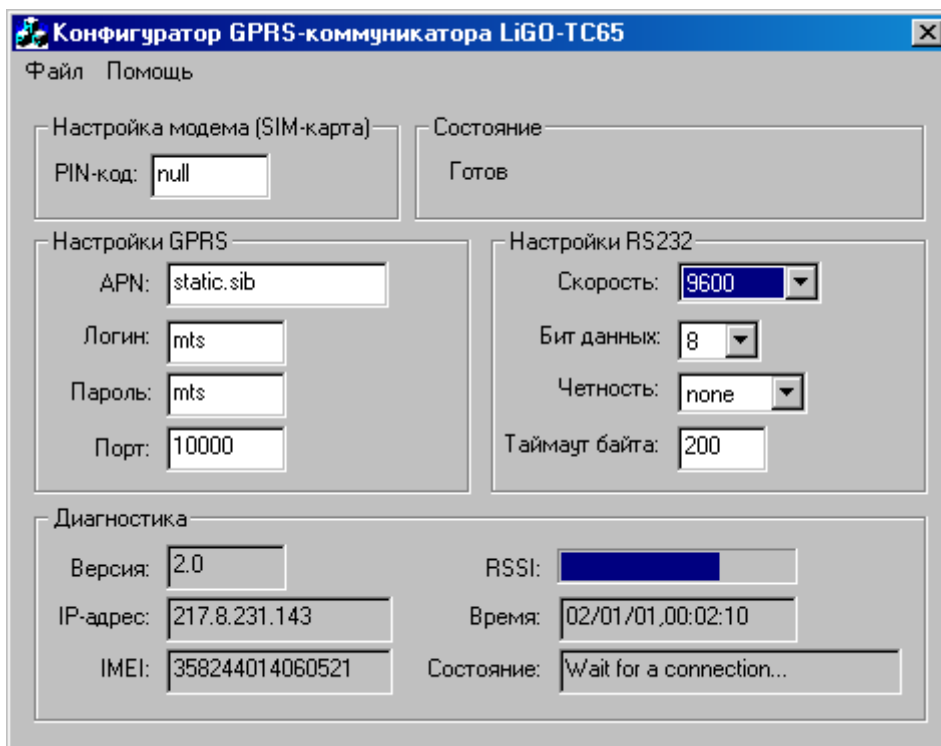 Конфигуратор GPRS-коммуникатора LiGO-TC65
Файл Помощь
Настройка модема (SIM-карта)
PIN-код: null
Состояние
Готов
Настройки GPRS
APN: static.sib
Логин: mts
Пароль: mts
Порт: 10000
Настройки RS232
Скорость: 9600
Бит данных: 8
Четность: none
Таймаут байта: 200
Диагностика
Версия: 2.0
RSSI:
IP-адрес: 217.8.231.143
Время: 02/01/01,00:02:10
IMEI: 358244014060521
Состояние: Wait for a connection...